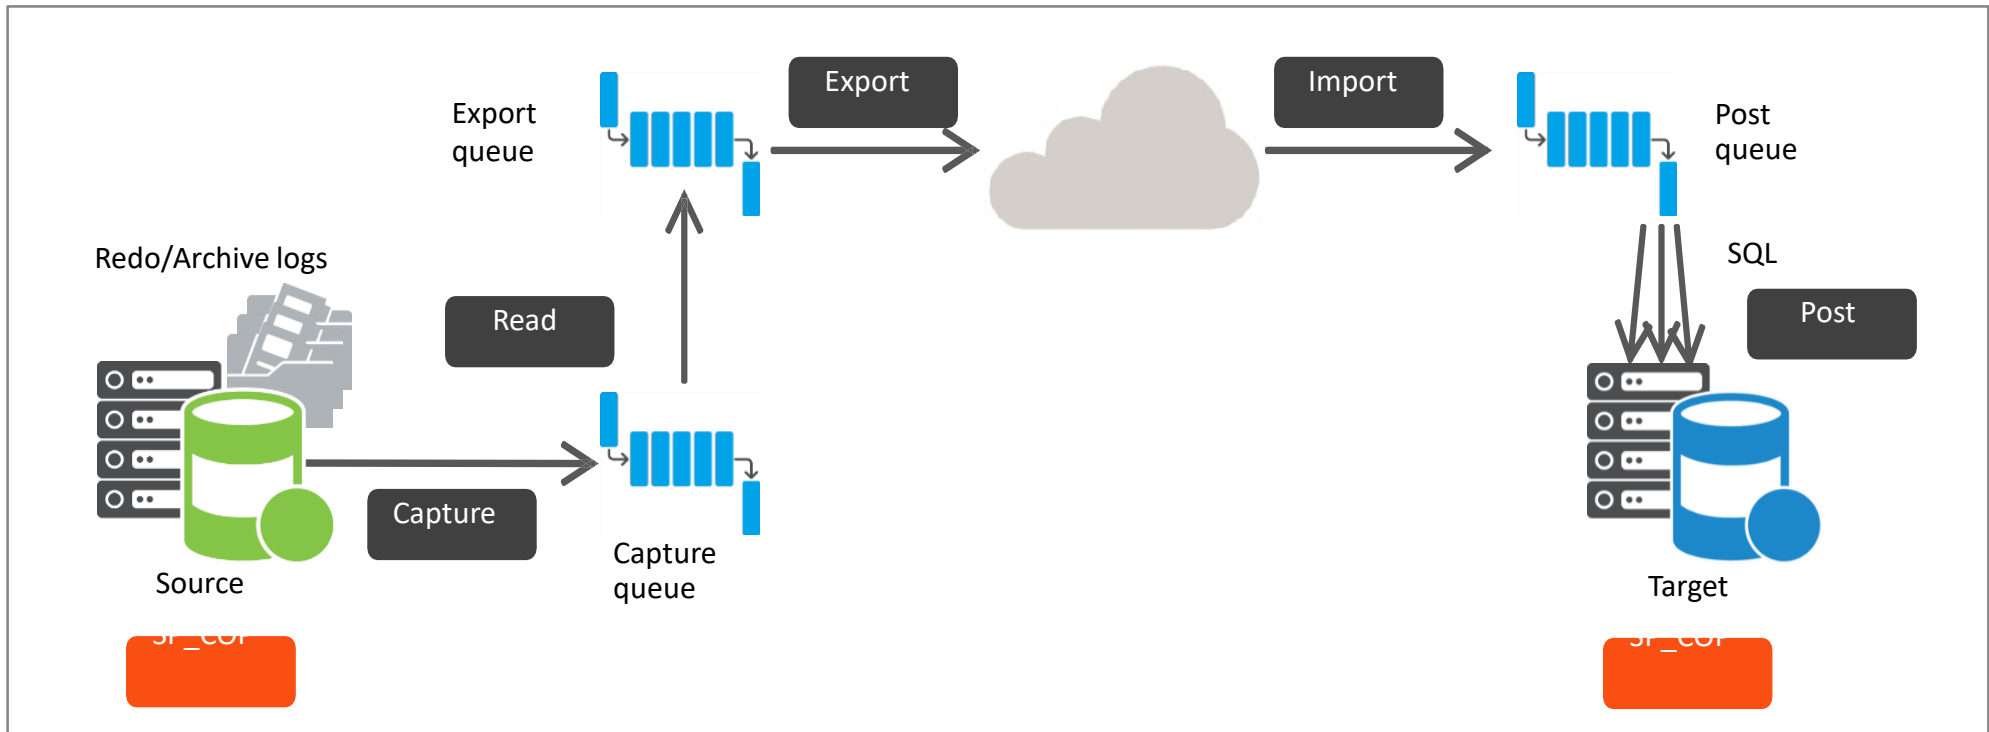 Export
Import
Export
queue
Post
queue
Redo/Archive logs
SQL
Read
Post
Capture
Capture
queue
Source
Target